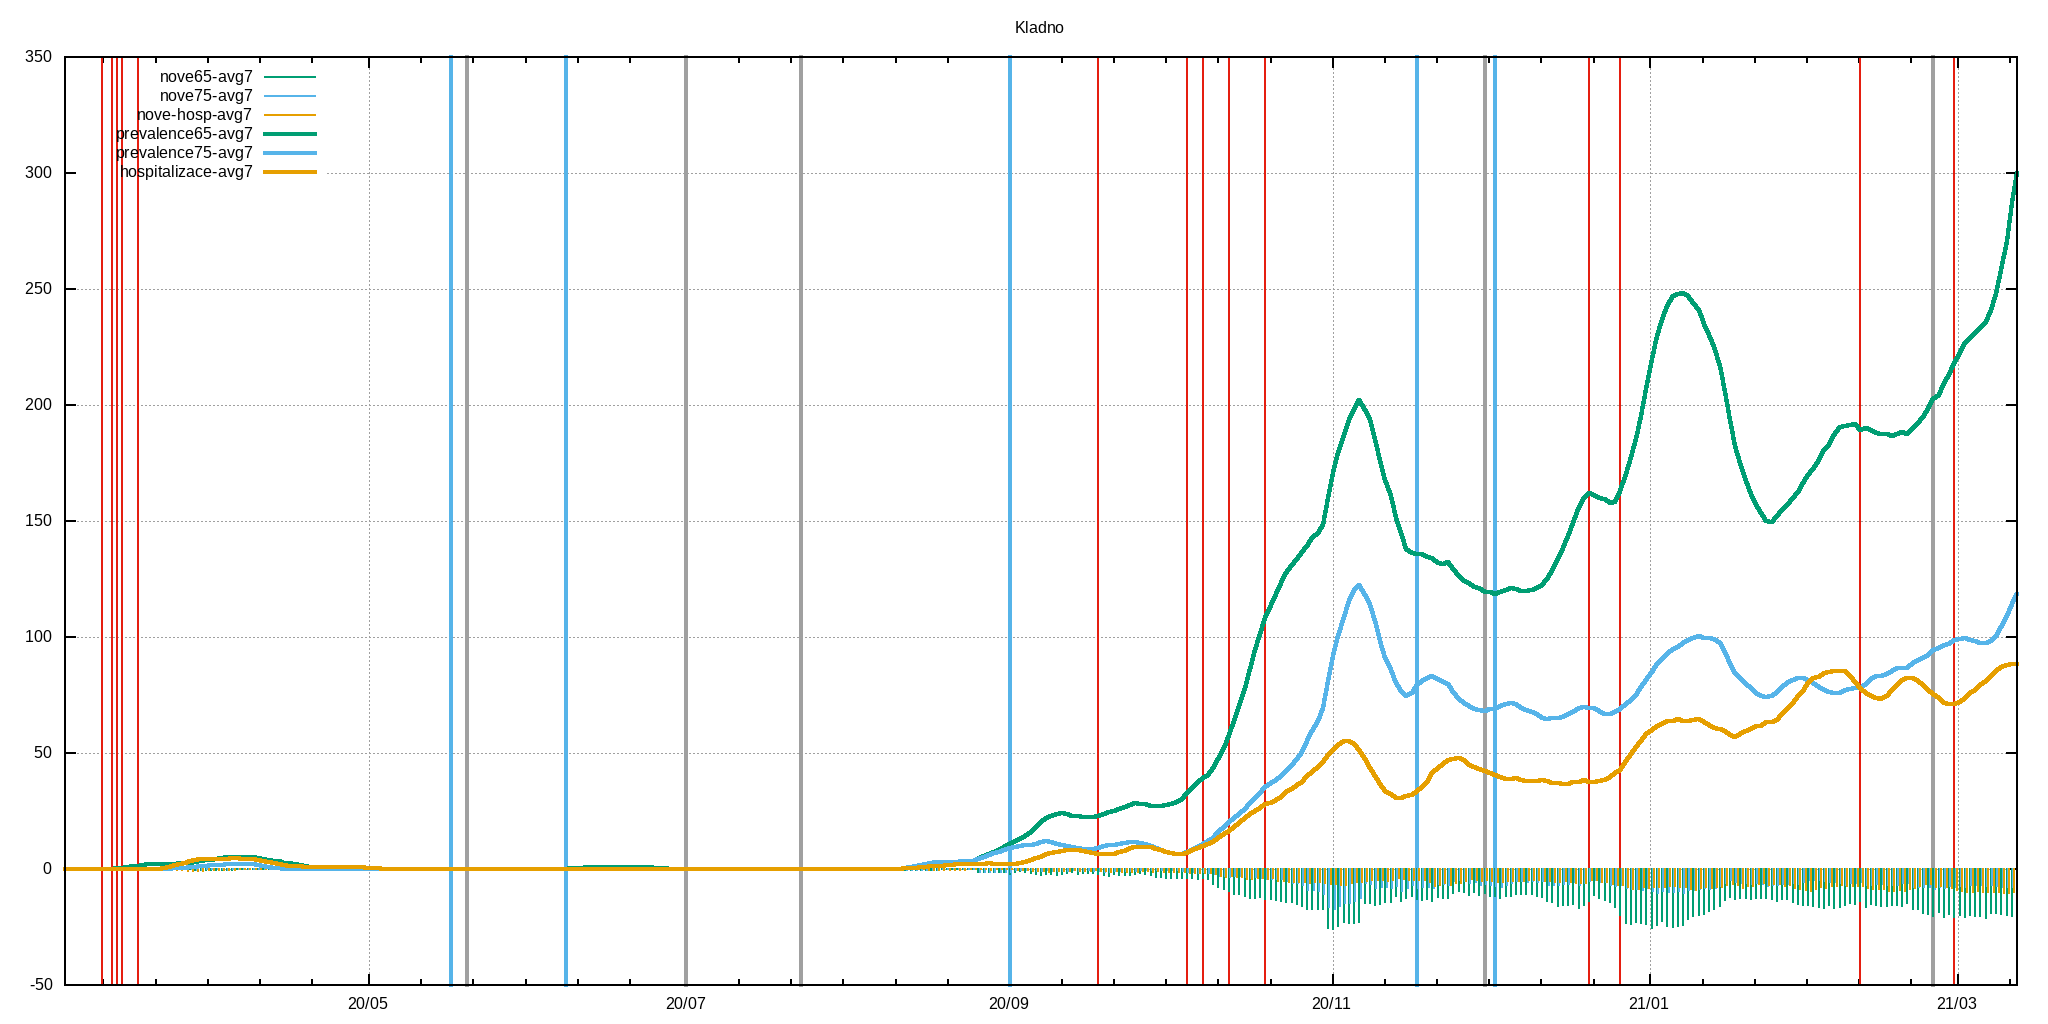 Kladno
350
300
250
200
150
100
50
0
-50
nove65-avg7
nove75-avg7
nove-hosp-avg7
prevalence65-avg7
prevalence75-avg7
hospitalizace-avg7
20/05 20/07 20/09 20/11 21/01 21/03